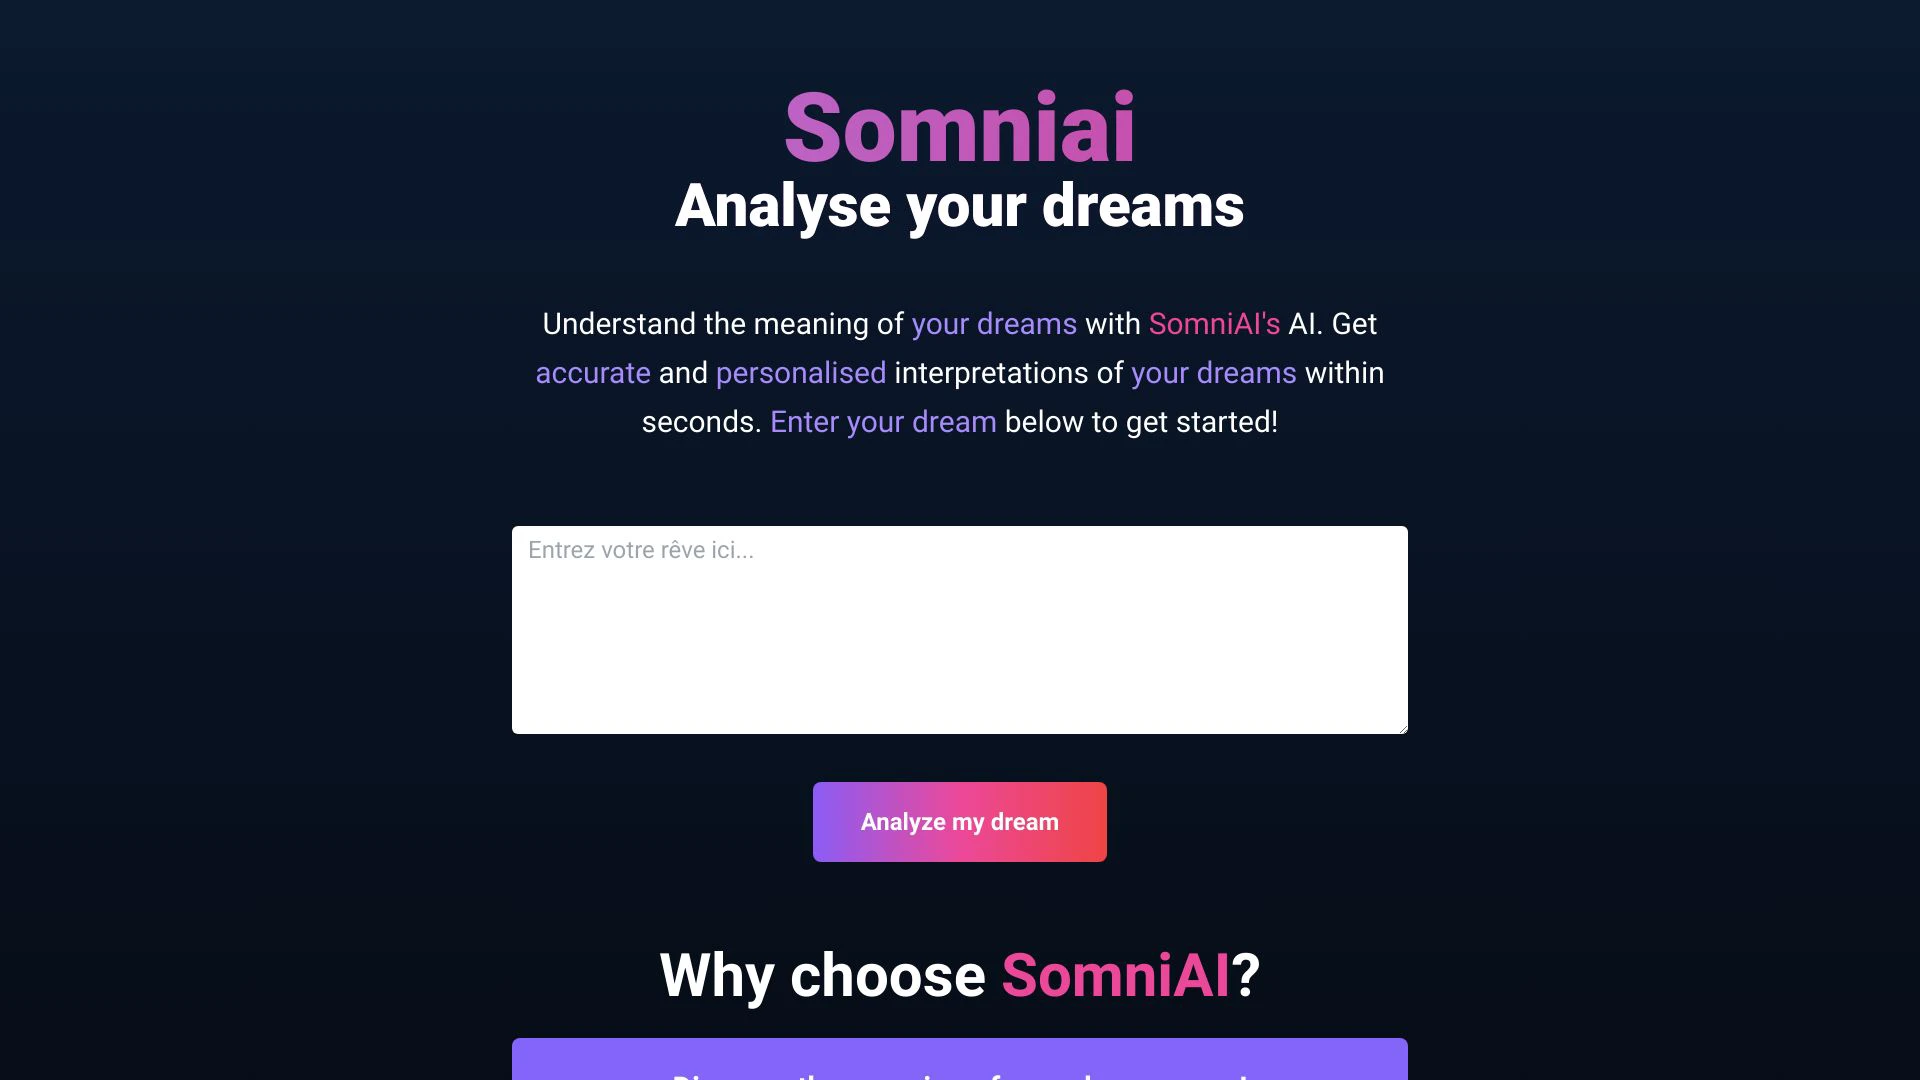 Somniai
Analyse your dreams
Understand the meaning of your dreams with SomniAI's AI. Get
accurate and personalised interpretations of your dreams within
seconds. Enter your dream below to get started!
Entrez votre rêve ici...
Analyze my dream
Why choose SomniAI?